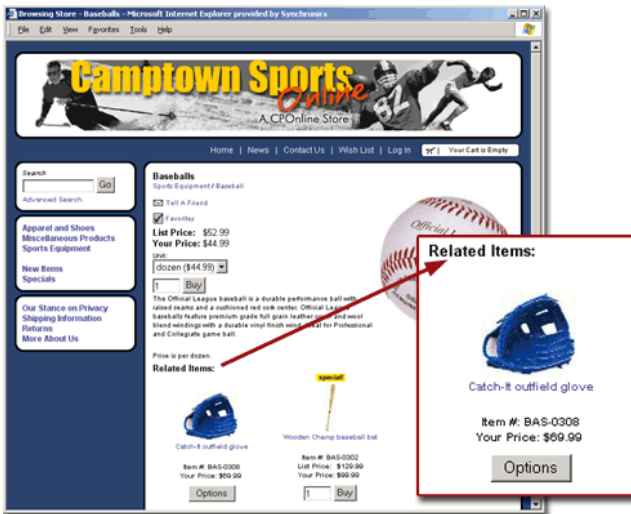 Browsing Store - Baseballs - Microsoft Internet Explorer provided by Synchronics
File Edit View Favorites Tools Help
Camptown Sports
Online
A CPOnline Store
82
Home | News | Contact Us | Wish List | Log In | Your Cart is Empty
Search
Go
Advanced Search
Apparel and Shoes
Miscellaneous Products
Sports Equipment
New Items
Specials
Our Stance on Privacy
Shipping Information
Returns
More About Us
Baseballs
Sports Equipment / Baseball
Tell A Friend
Favorites
List Price: $52.99
Your Price: $44.99
Unit:
dozen ($44.99)
1 Buy
The Official League baseball is a durable performance ball with
raised seams and a cushioned red cork center. Official League
baseballs feature premium grade full grain leather and wool
blend windings with a durable vinyl finish wind. Ideal for Professional
and Collegiate game ball.
Price is per dozen.
Related Items:
Catch-It outfield glove
Item #: BAS-0308
Your Price: $69.99
Options
special!
Wooden Champ baseball bat
Item #: BAS-0302
List Price: $129.99
Your Price: $99.99
1 Buy
Official
Related Items:
Catch-It outfield glove
Item #: BAS-0308
Your Price: $69.99
Options